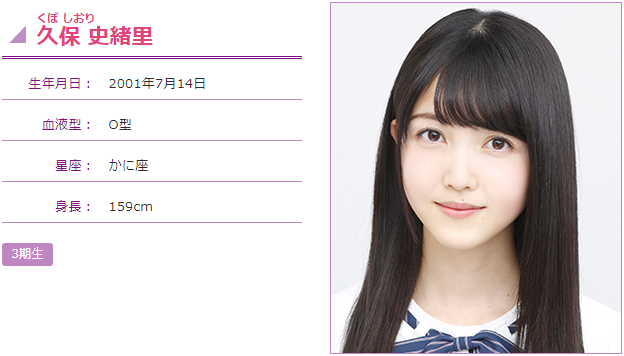 くぼ しおり
久保 史緒里
生年月日： 2001年7月14日
血液型： O型
星座： かに座
身長： 159cm
3期生